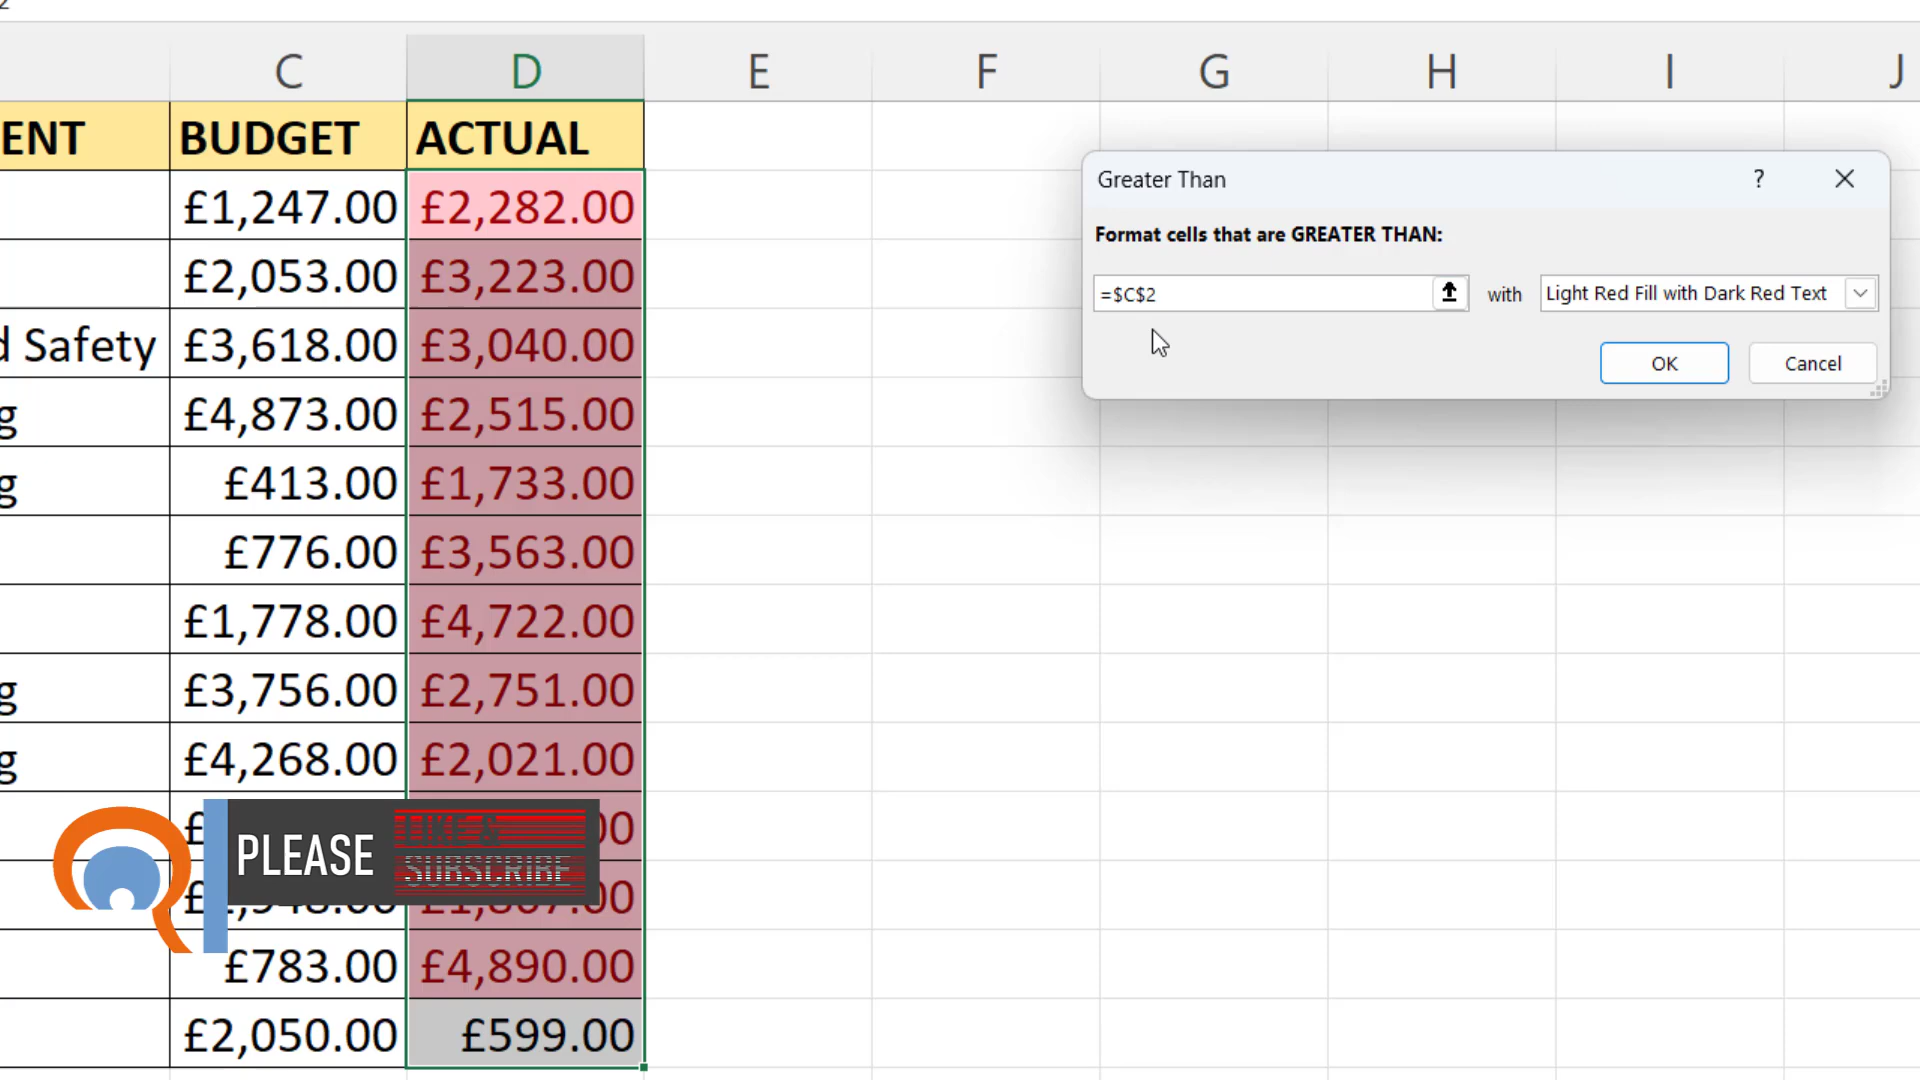 C D E F G H I J
ENT BUDGET ACTUAL
£1,247.00 £2,282.00
£2,053.00 £3,223.00
d Safety £3,618.00 £3,040.00
g £4,873.00 £2,515.00
g £413.00 £1,733.00
£776.00 £3,563.00
£1,778.00 £4,722.00
g £3,756.00 £2,751.00
g £4,268.00 £2,021.00
£783.00 £4,890.00
£2,050.00 £599.00
Greater Than ?
Format cells that are GREATER THAN:
=$C$2 with Light Red Fill with Dark Red Text
OK Cancel
PLEASE LIKE &
SUBSCRIBE